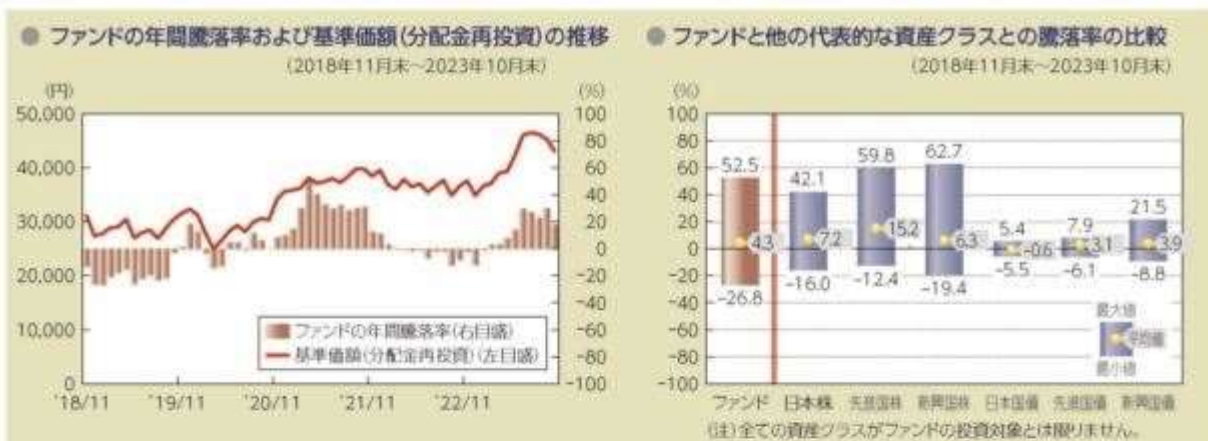 ● ファンドの年間騰落率および基準価額(分配金再投資)の推移
(2018年11月末～2023年10月末)
(円)
(%)
50,000
40,000
30,000
20,000
10,000
0
100
80
60
40
20
0
-20
-40
-60
-80
-100
ファンドの年間騰落率(右目盛)
基準価額(分配金再投資)(左目盛)
'18/11 '19/11 '20/11 '21/11 '22/11
● ファンドと他の代表的な資産クラスとの騰落率の比較
(2018年11月末～2023年10月末)
(%)
100
80
60
40
20
0
-20
-40
-60
-80
-100
52.5 42.1 59.8 62.7 5.4 7.9 21.5
4.3 7.2 15.2 6.3 -0.6 3.1 3.9
-26.8 -16.0 -12.4 -19.4 -5.5 -6.1 -8.8
最大値
平均値
最小値
ファンド 日本株 先進国株 新興国株 日本国債 先進国債 新興国債
(注)全ての資産クラスがファンドの投資対象とは限りません。